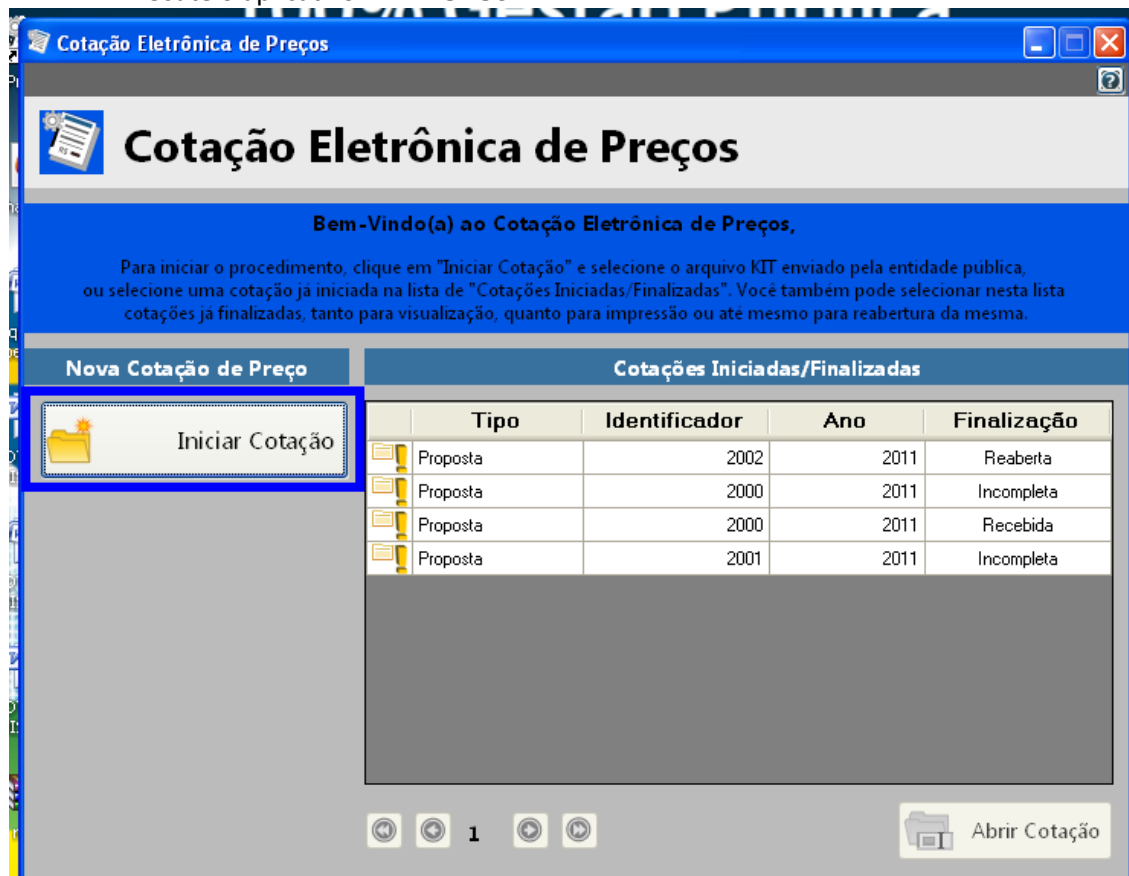 Cotação Eletrônica de Preços
Cotação Eletrônica de Preços
Bem-Vindo(a) ao Cotação Eletrônica de Preços,
Para iniciar o procedimento, clique em "Iniciar Cotação" e selecione o arquivo KIT enviado pela entidade pública,
ou selecione uma cotação já iniciada na lista de "Cotações Iniciadas/Finalizadas". Você também pode selecionar nesta lista
cotações já finalizadas, tanto para visualização, quanto para impressão ou até mesmo para reabertura da mesma.
Nova Cotação de Preço
Cotações Iniciadas/Finalizadas
Iniciar Cotação
Tipo Identificador Ano Finalização
Proposta 2002 2011 Reaberta
Proposta 2000 2011 Incompleta
Proposta 2000 2011 Recebida
Proposta 2001 2011 Incompleta
1
Abrir Cotação